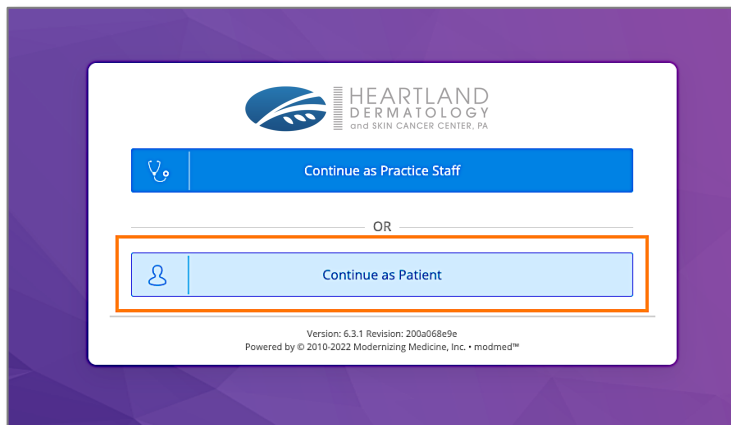 HEARTLAND
DERMATOLOGY
and SKIN CANCER CENTER, PA
Continue as Practice Staff
OR
Continue as Patient
Version: 6.3.1 Revision: 200a068e9e
Powered by © 2010-2022 Modernizing Medicine, Inc. • modmed™